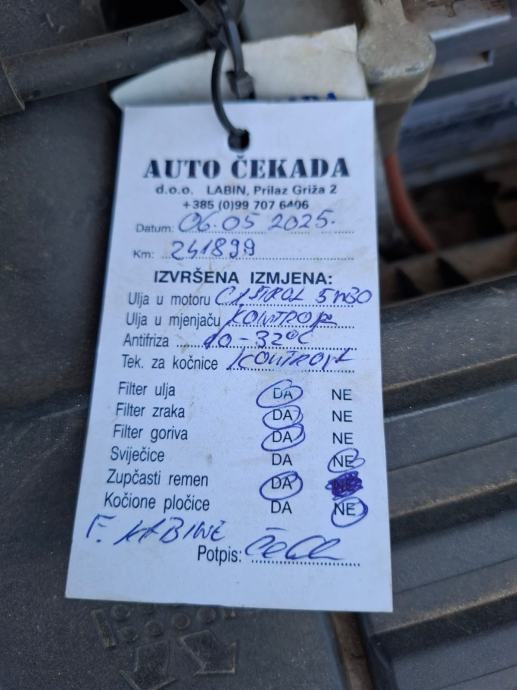 AUTO ČEKADA
d.o.o. LABIN, Prilaz Griža 2
+385 (0)99 707 6406
Datum: 06.05 2025.
Km: 241899
IZVRŠENA IZMJENA:
Ulja u motoru CASTROL 5W30
Ulja u mjenjaču KONTROLA
Antifriza DO -32°C
Tek. za kočnice KONTROLA
Filter ulja DA NE
Filter zraka DA NE
Filter goriva DA NE
Sviječice DA NE
Zupčasti remen DA NE
Kočione pločice DA NE
F. KABINE
Potpis: